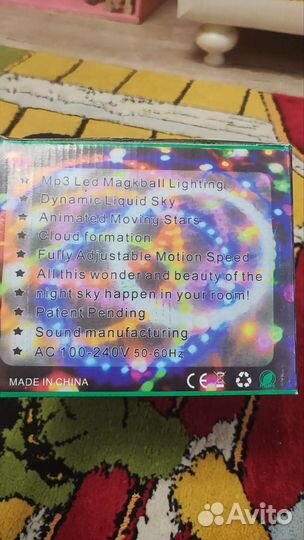 ★ Mp3 Led Magkball Lighting
★ Dynamic Liquid Sky
★ Animated Moving Stars
★ Cloud formation
★ Fully Adjustable Motion Speed
★ All this wonder and beauty of the
★ night sky happen in your room!
★ Patent Pending
★ Sound manufacturing
★ AC 100-240V 50-60Hz
MADE IN CHINA
CE
Avito